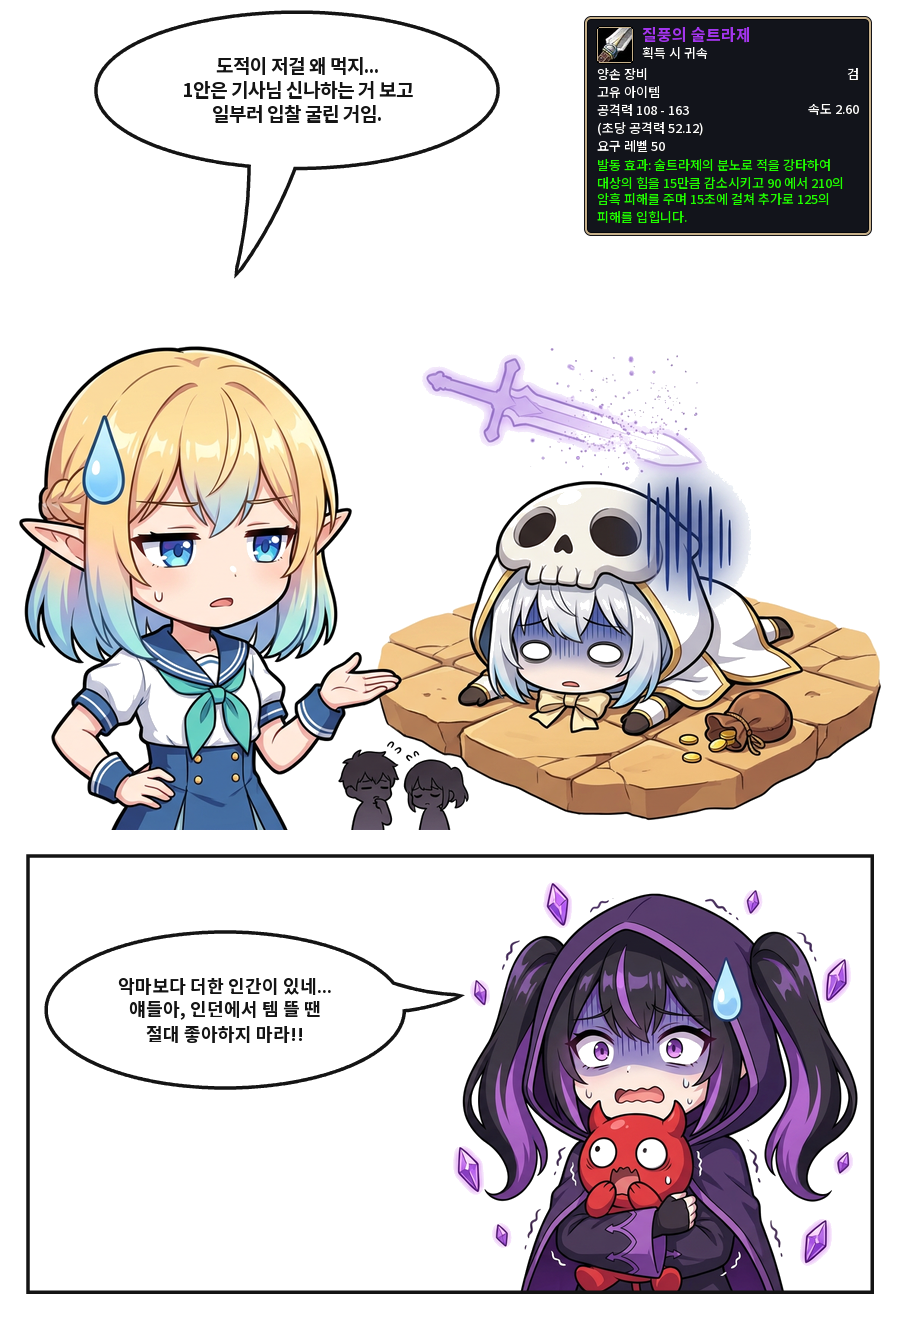 도적이 저걸 왜 먹지...
1안은 기사님 신나하는 거 보고
일부러 입찰 굴린 거임.
질풍의 술트라제
획득 시 귀속
양손 장비 검
고유 아이템
공격력 108 - 163 속도 2.60
(초당 공격력 52.12)
요구 레벨 50
발동 효과: 술트라제의 분노로 적을 강타하여
대상의 힘을 15만큼 감소시키고 90 에서 210의
암흑 피해를 주며 15초에 걸쳐 추가로 125의
피해를 입힙니다.
악마보다 더한 인간이 있네...
얘들아, 인던에서 템 뜰 땐
절대 좋아하지 마라!!